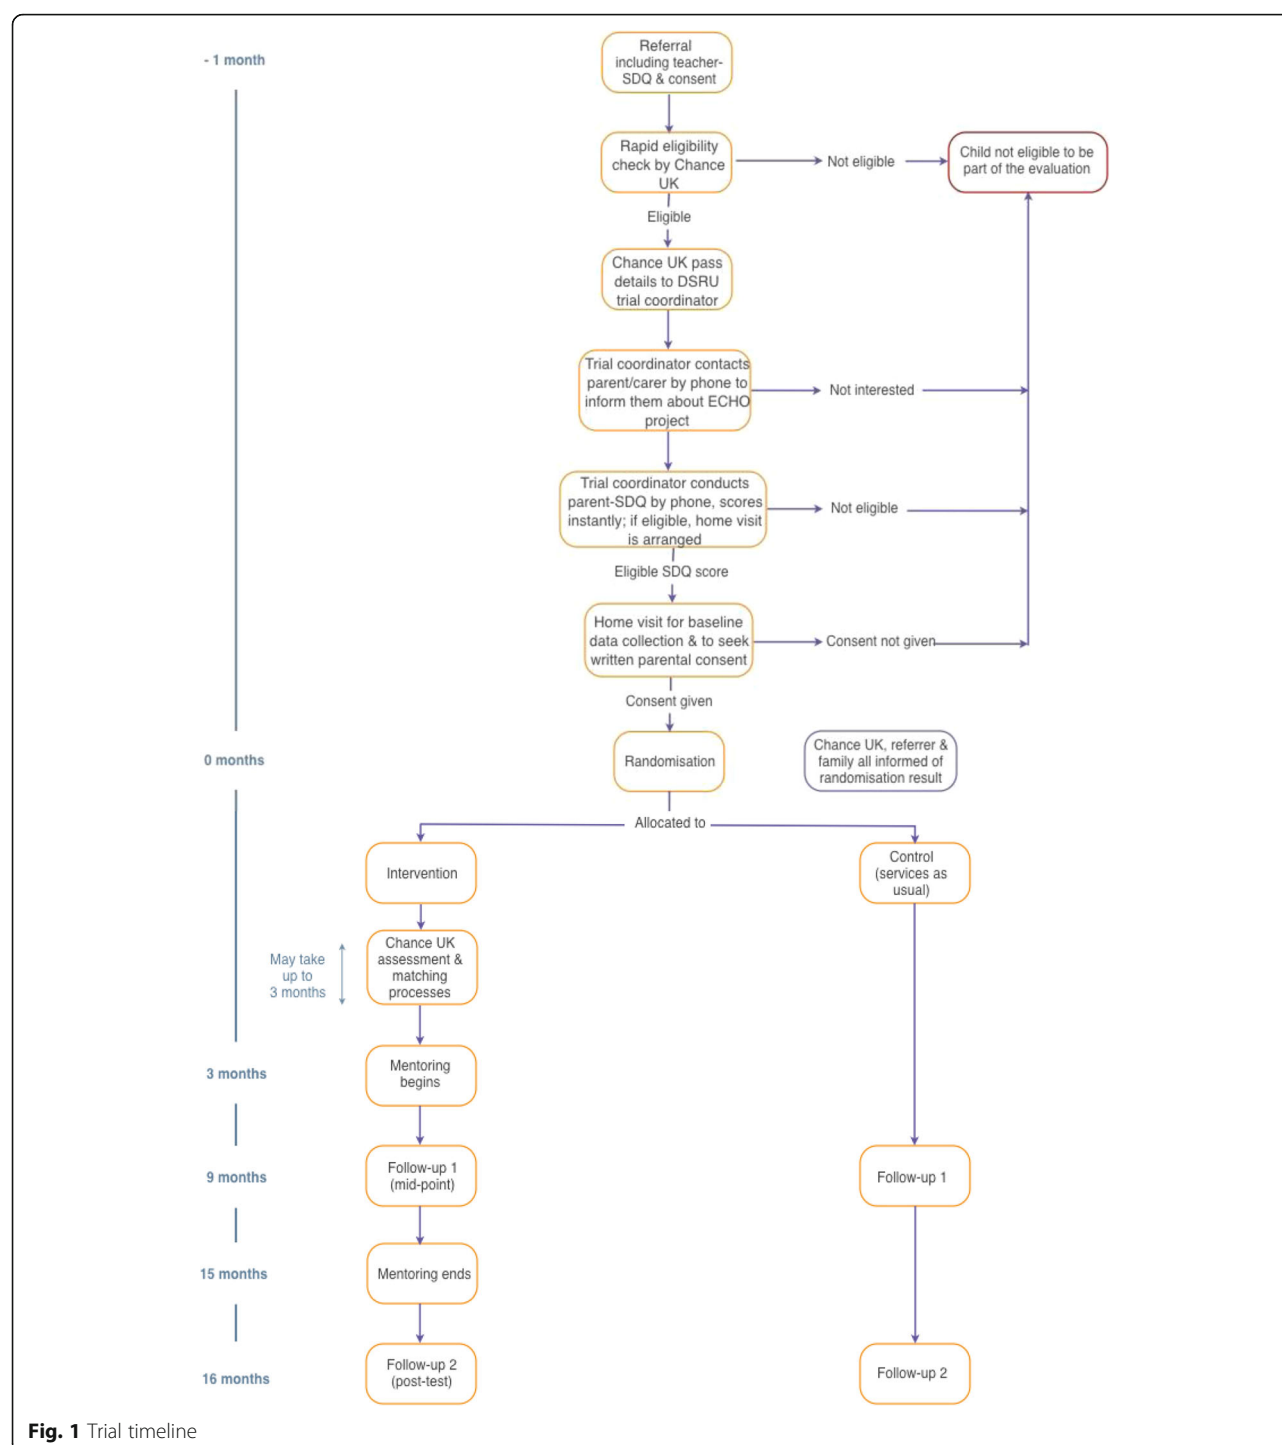 - 1 month
Referral
including teacher-
SDQ & consent
Rapid eligibility
check by Chance
UK
Not eligible
Child not eligible to be
part of the evaluation
Eligible
Chance UK pass
details to DSRU
trial coordinator
Trial coordinator contacts
parent/carer by phone to
inform them about ECHO
project
Not interested
Trial coordinator conducts
parent-SDQ by phone, scores
instantly; if eligible, home visit
is arranged
Not eligible
Eligible SDQ score
Home visit for baseline
data collection & to seek
written parental consent
Consent not given
Consent given
0 months
Randomisation
Chance UK, referrer &
family all informed of
randomisation result
Allocated to
Intervention
Control
(services as
usual)
May take
up to
3 months
Chance UK
assessment &
matching
processes
3 months
Mentoring
begins
9 months
Follow-up 1
(mid-point)
Follow-up 1
15 months
Mentoring ends
16 months
Follow-up 2
(post-test)
Follow-up 2
Fig. 1 Trial timeline